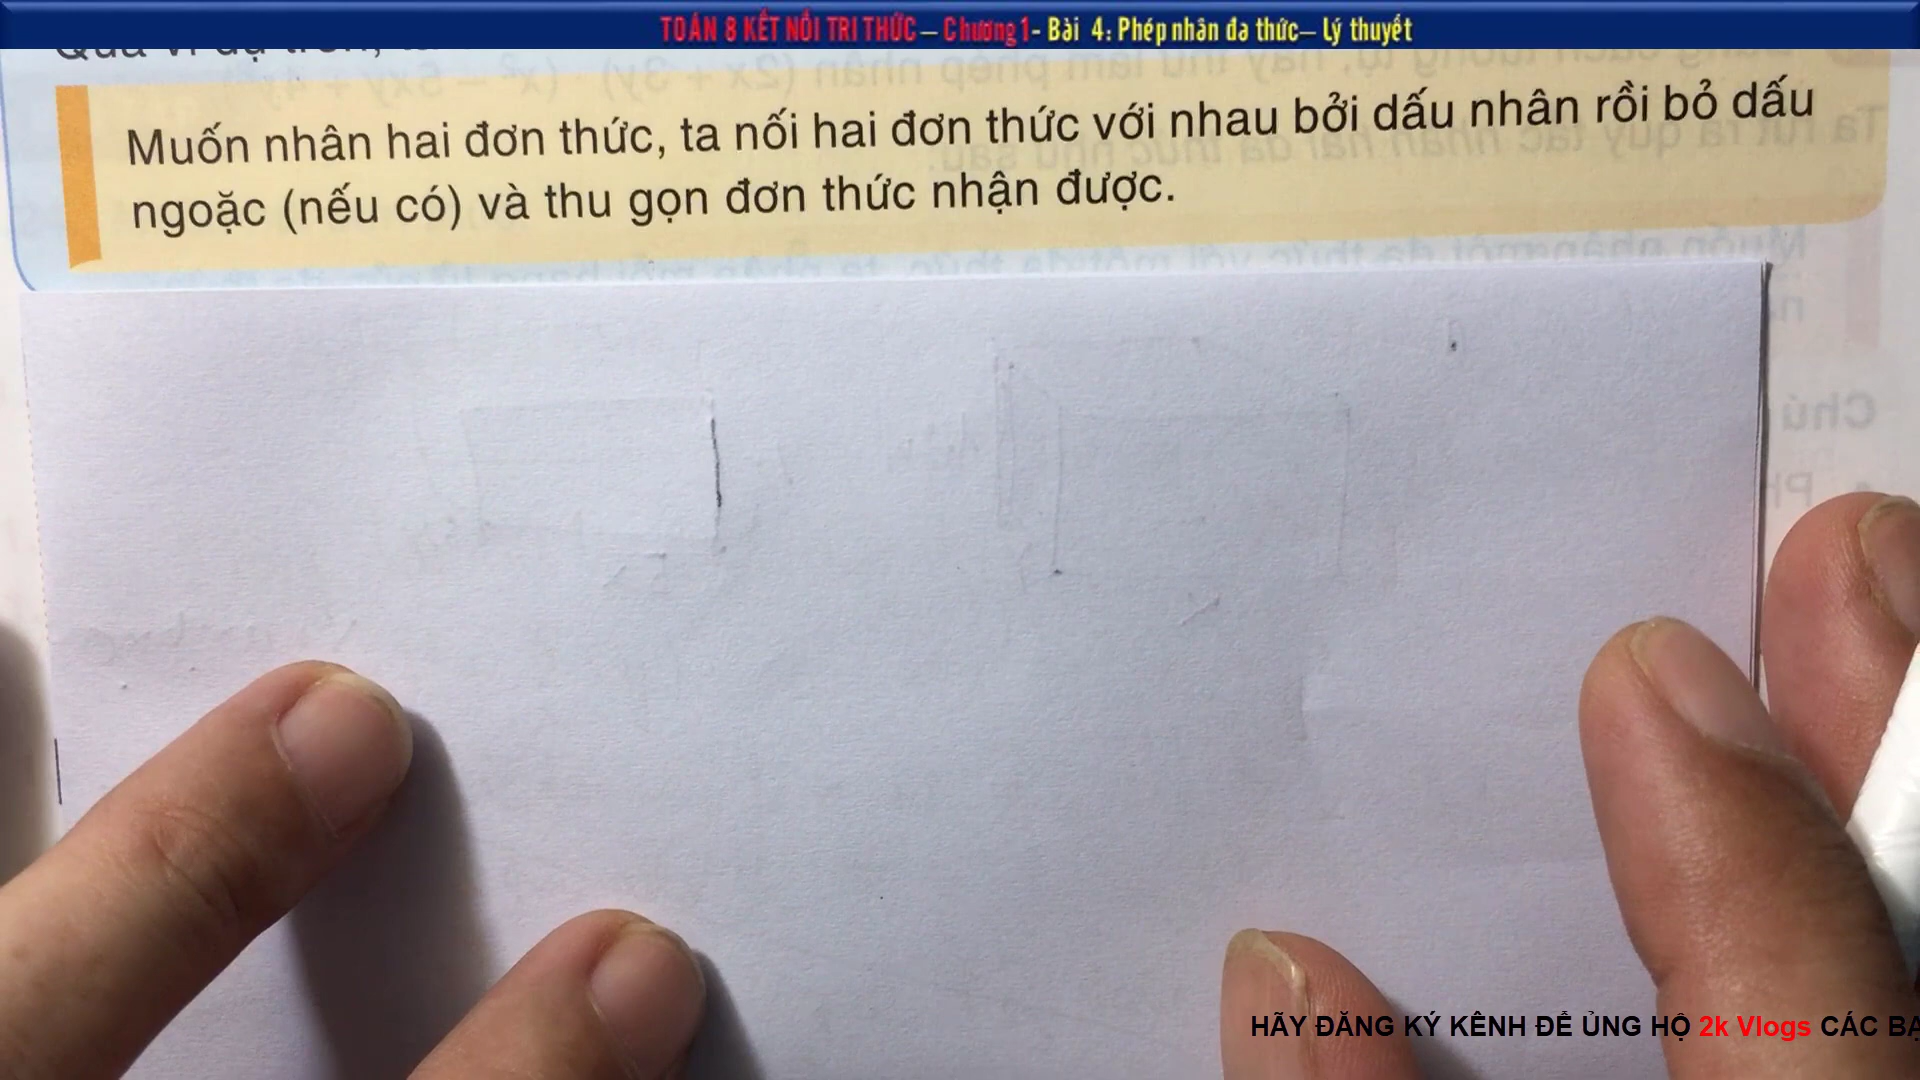 TOÁN 8 KẾT NỐI TRI THỨC – Chương 1- Bài 4: Phép nhân đa thức– Lý thuyết
Muốn nhân hai đơn thức, ta nối hai đơn thức với nhau bởi dấu nhân rồi bỏ dấu
ngoặc (nếu có) và thu gọn đơn thức nhận được.
HÃY ĐĂNG KÝ KÊNH ĐỂ ỦNG HỘ 2k Vlogs CÁC